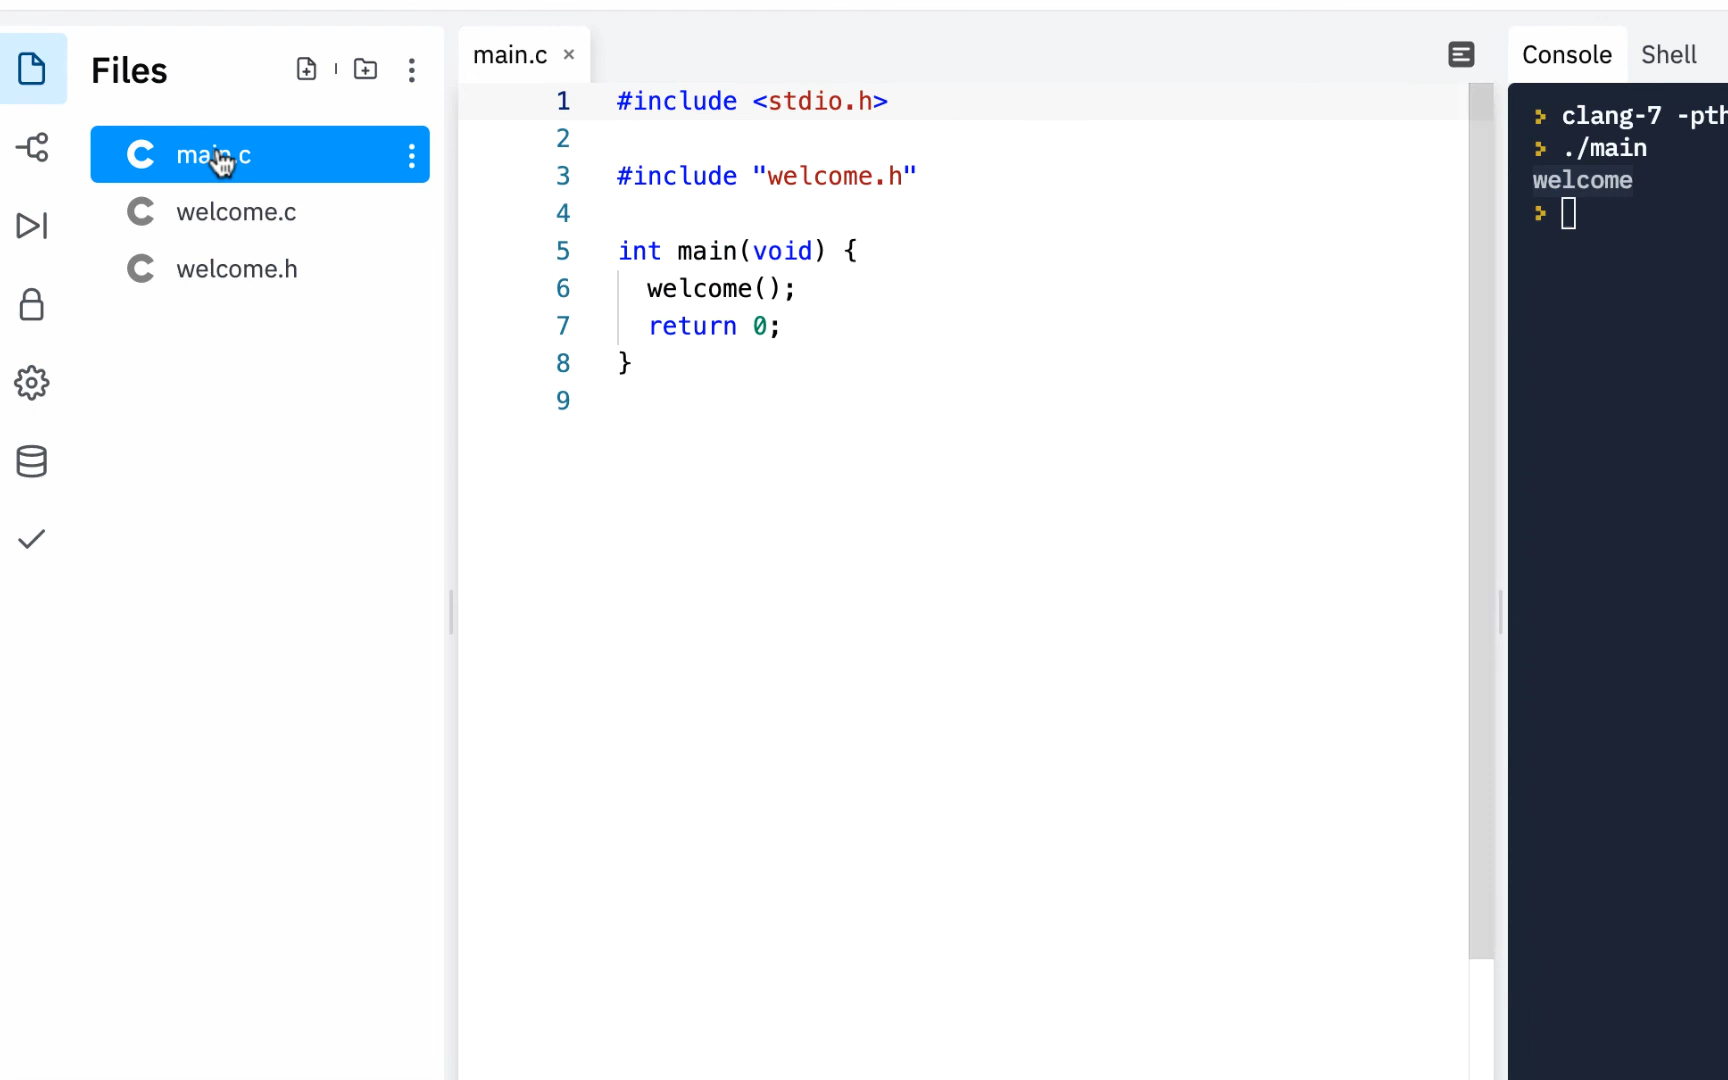 Files
main.c
welcome.c
welcome.h
main.c ×
1 #include <stdio.h>
2
3 #include "welcome.h"
4
5 int main(void) {
6 welcome();
7 return 0;
8 }
9
Console Shell
clang-7 -pth
./main
welcome